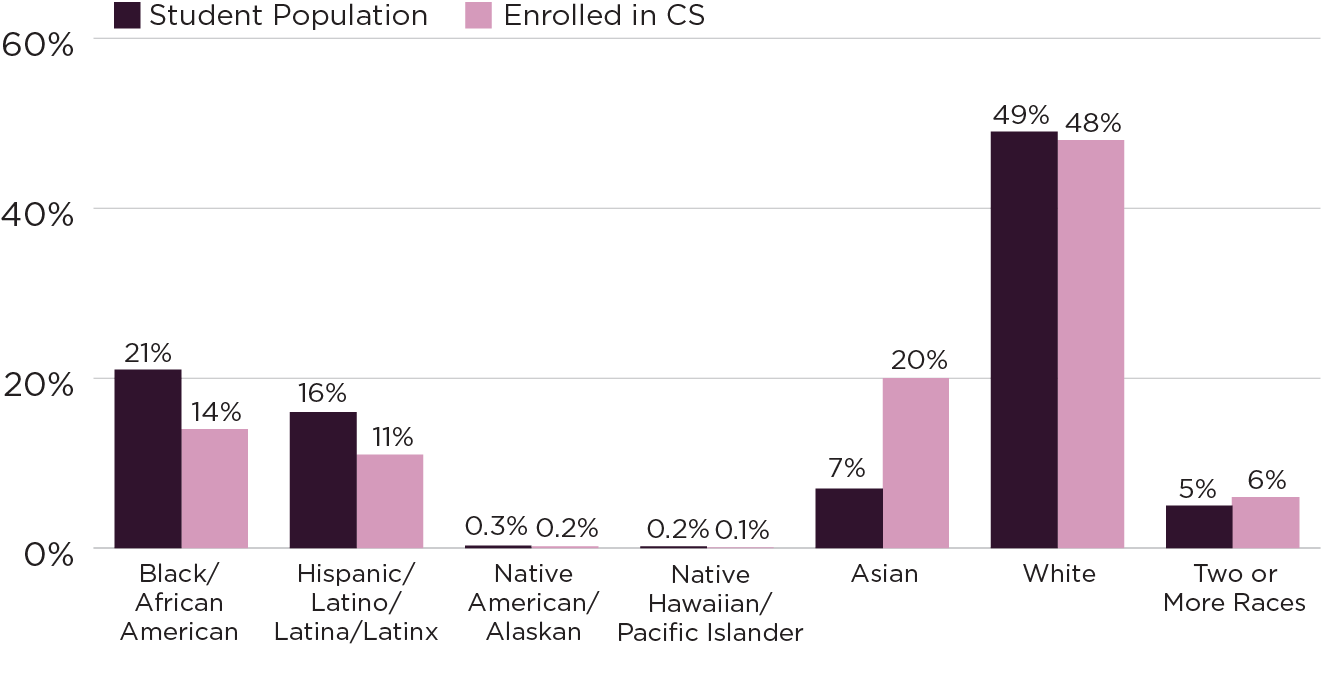 Student Population Enrolled in CS
60%
40%
20%
0%
21%
14%
16%
11%
0.3% 0.2%
0.2% 0.1%
7%
20%
49%
48%
5%
6%
Black/
African
American
Hispanic/
Latino/
Latina/Latinx
Native
American/
Alaskan
Native
Hawaiian/
Pacific Islander
Asian
White
Two or
More Races